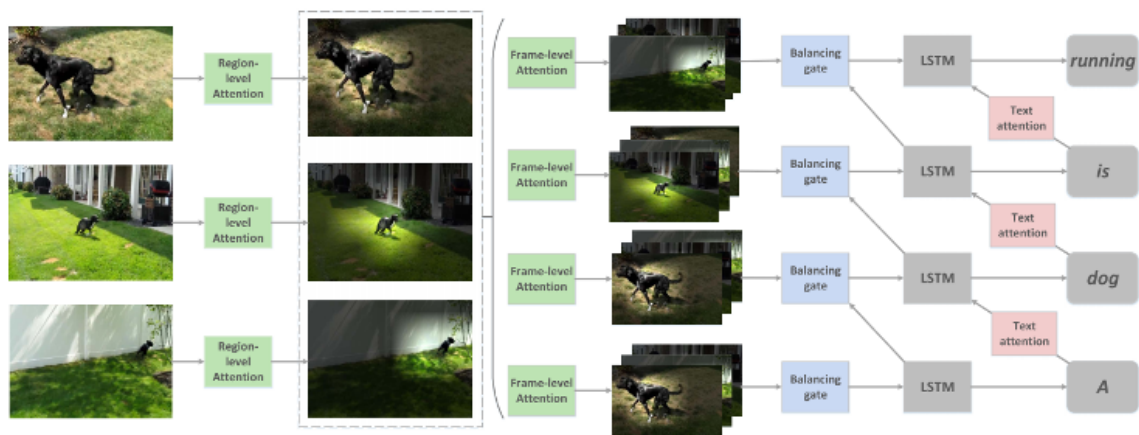 Region-
level
Attention
Region-
level
Attention
Region-
level
Attention
Frame-level
Attention
Balancing
gate
LSTM
running
Text
attention
Frame-level
Attention
Balancing
gate
LSTM
is
Text
attention
Frame-level
Attention
Balancing
gate
LSTM
dog
Text
attention
Frame-level
Attention
Balancing
gate
LSTM
A